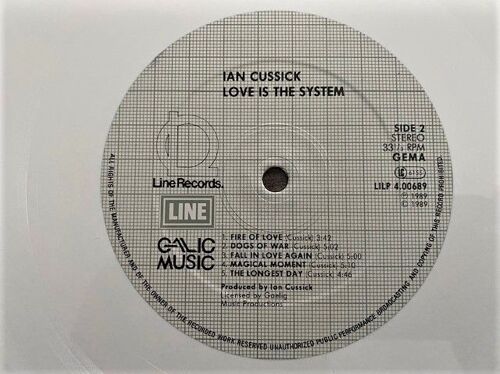 IAN CUSSICK
LOVE IS THE SYSTEM
SIDE 2
STEREO
33⅓ RPM
GEMA
LC 6155
LILP 4.00689
Ⓟ 1989
© 1989
Line Records.
LINE
GAELIC
MUSIC
1. FIRE OF LOVE (Cussick) 3:42
2. DOGS OF WAR (Cussick) 5:02
3. FALL IN LOVE AGAIN (Cussick) 5:00
4. MAGICAL MOMENT (Cussick) 5:10
5. THE LONGEST DAY (Cussick) 4:46
Produced by Ian Cussick
Licensed by Gaelig
Music Productions
ALL RIGHTS OF THE MANUFACTURER AND OF THE OWNER OF THE RECORDED WORK RESERVED UNAUTHORIZED PUBLIC PERFORMANCE BROADCASTING AND COPYING OF THIS RECORD PROHIBITED.